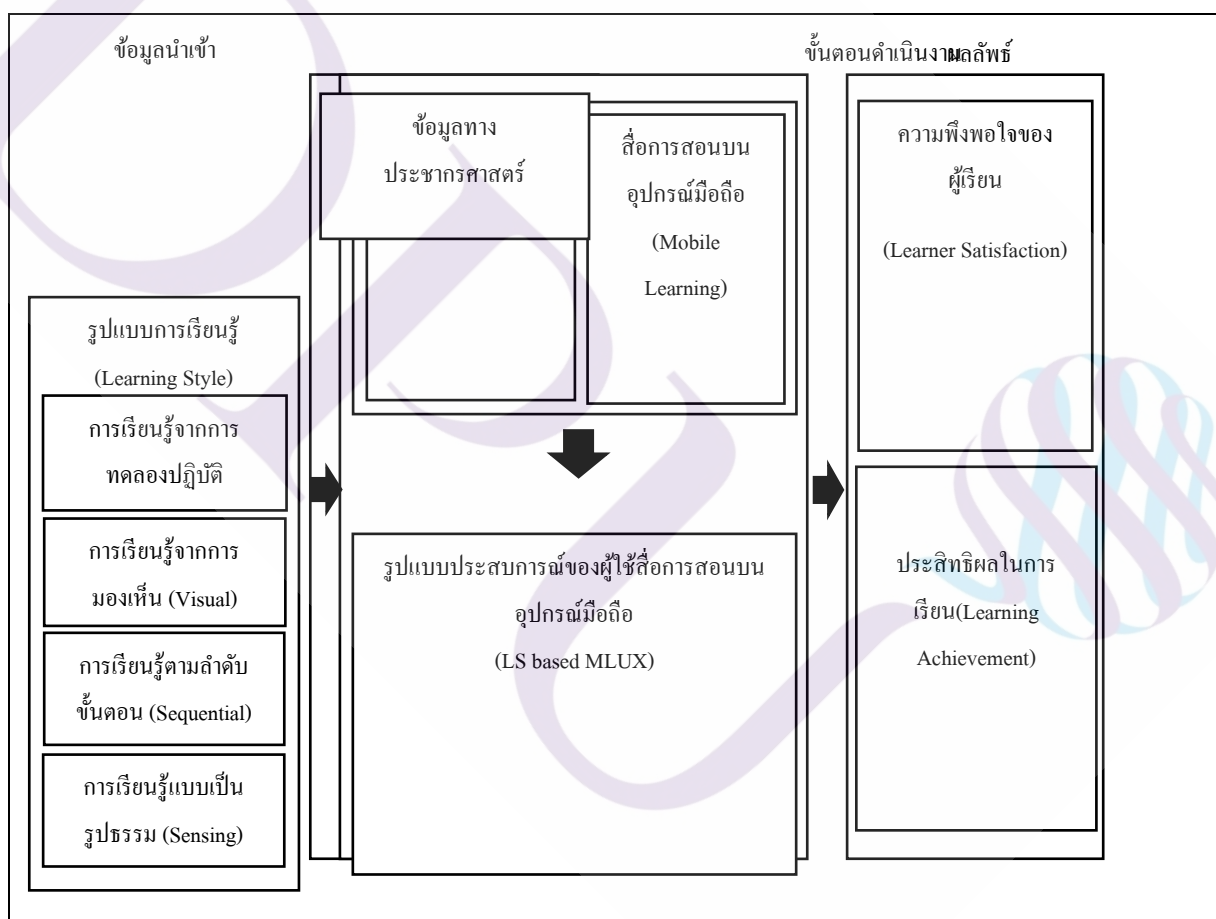 ข้อมูลนำเข้า
ขั้นตอนดำเนินงาน
ผลลัพธ์
ข้อมูลทาง
ประชากรศาสตร์
สื่อการสอนบน
อุปกรณ์มือถือ
(Mobile
Learning)
ความพึงพอใจของ
ผู้เรียน
(Learner Satisfaction)
รูปแบบการเรียนรู้
(Learning Style)
การเรียนรู้จากการ
ทดลองปฏิบัติ
การเรียนรู้จากการ
มองเห็น (Visual)
การเรียนรู้ตามลำดับ
ขั้นตอน (Sequential)
การเรียนรู้แบบเป็น
รูปธรรม (Sensing)
รูปแบบประสบการณ์ของผู้ใช้สื่อการสอนบน
อุปกรณ์มือถือ
(LS based MLUX)
ประสิทธิผลในการ
เรียน(Learning
Achievement)